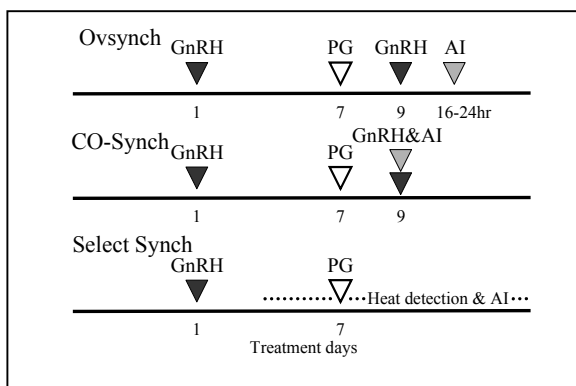 Ovsynch
GnRH PG GnRH AI
1 7 9 16-24hr
CO-Synch
GnRH PG GnRH&AI
1 7 9
Select Synch
GnRH PG
Heat detection & AI
1 7
Treatment days